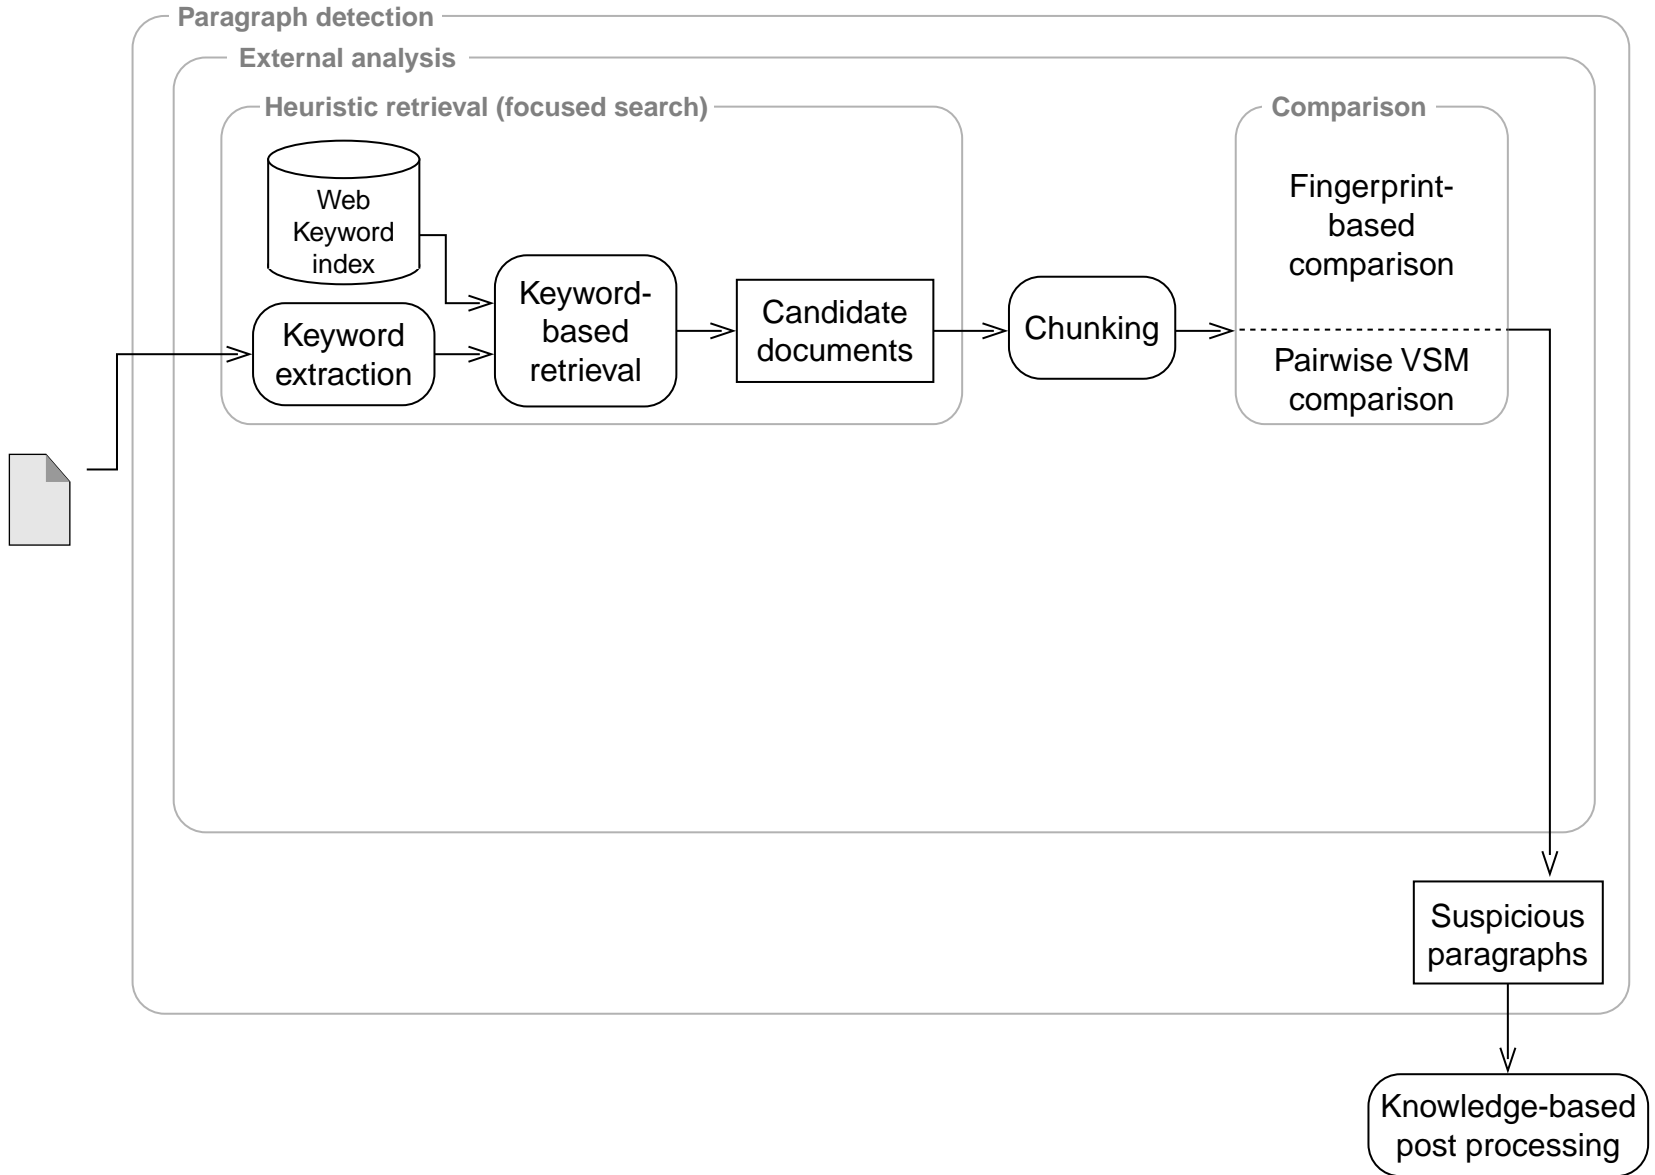 Paragraph detection
External analysis
Heuristic retrieval (focused search)
Comparison
Web
Keyword
index
Keyword
extraction
Keyword-
based
retrieval
Candidate
documents
Chunking
Fingerprint-
based
comparison
Pairwise VSM
comparison
Suspicious
paragraphs
Knowledge-based
post processing